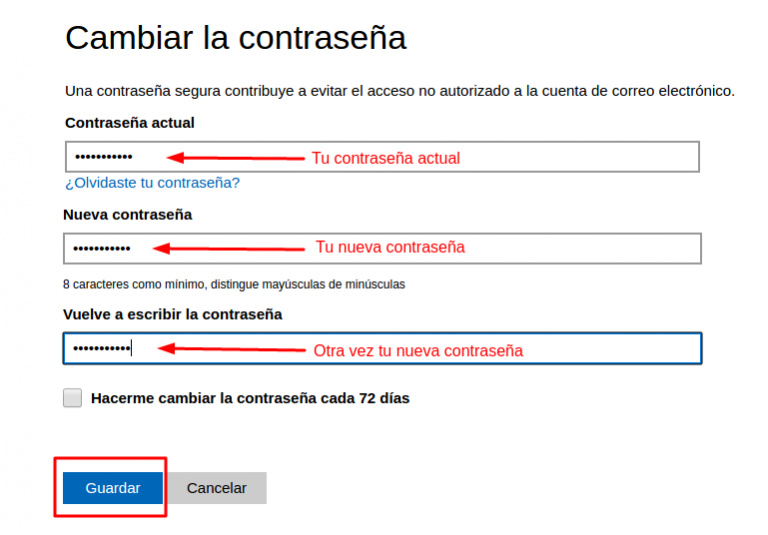 Cambiar la contraseña
Una contraseña segura contribuye a evitar el acceso no autorizado a la cuenta de correo electrónico.
Contraseña actual
••••••••••• Tu contraseña actual
¿Olvidaste tu contraseña?
Nueva contraseña
••••••••••• Tu nueva contraseña
8 caracteres como mínimo, distingue mayúsculas de minúsculas
Vuelve a escribir la contraseña
••••••••••• Otra vez tu nueva contraseña
Hacerme cambiar la contraseña cada 72 días
Guardar Cancelar